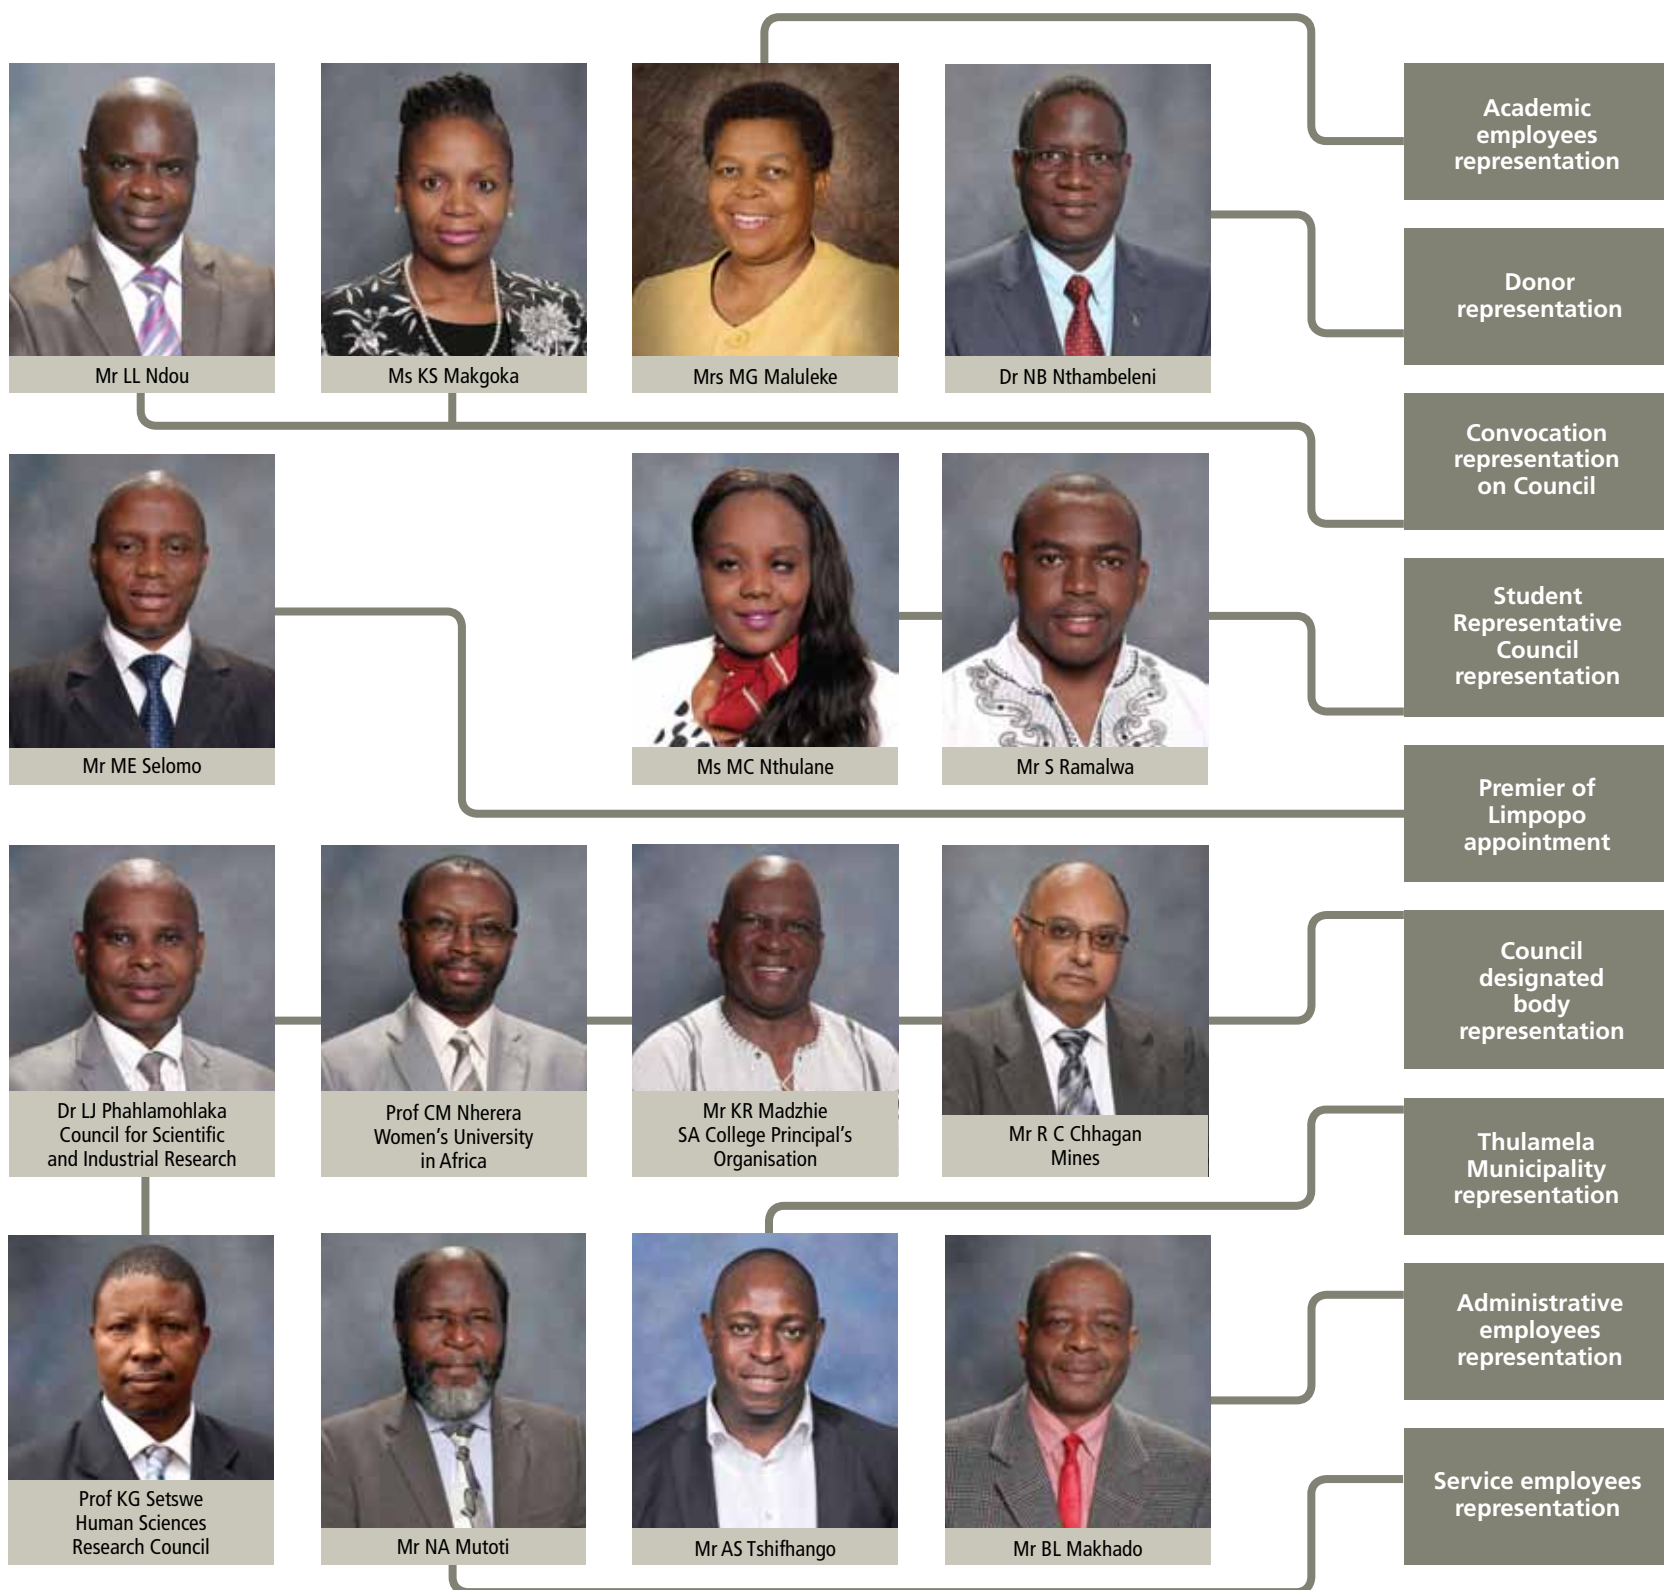 Academic
employees
representation
Donor
representation
Mr LL Ndou
Ms KS Makgoka
Mrs MG Maluleke
Dr NB Nthambeleni
Convocation
representation
on Council
Student
Representative
Council
representation
Mr ME Selomo
Ms MC Nthulane
Mr S Ramalwa
Premier of
Limpopo
appointment
Council
designated
body
representation
Dr LJ Phahlamohlaka
Council for Scientific
and Industrial Research
Prof CM Nherera
Women's University
in Africa
Mr KR Madzhie
SA College Principal's
Organisation
Mr R C Chhagan
Mines
Thulamela
Municipality
representation
Administrative
employees
representation
Service employees
representation
Prof KG Setswe
Human Sciences
Research Council
Mr NA Mutoti
Mr AS Tshifhango
Mr BL Makhado